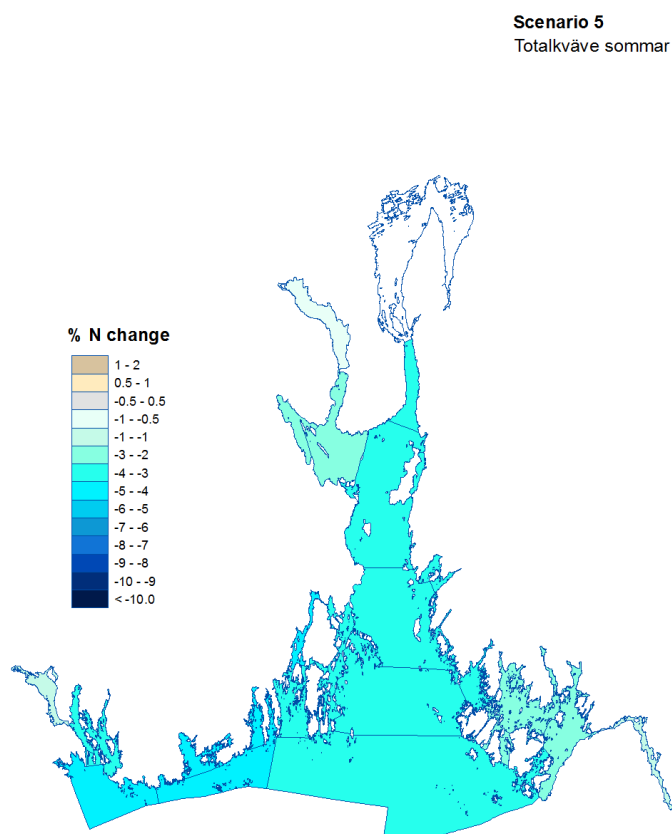 Scenario 5
Totalkväve sommar
% N change
1 - 2
0.5 - 1
-0.5 - 0.5
-1 - -0.5
-1 - -1
-3 - -2
-4 - -3
-5 - -4
-6 - -5
-7 - -6
-8 - -7
-9 - -8
-10 - -9
< -10.0